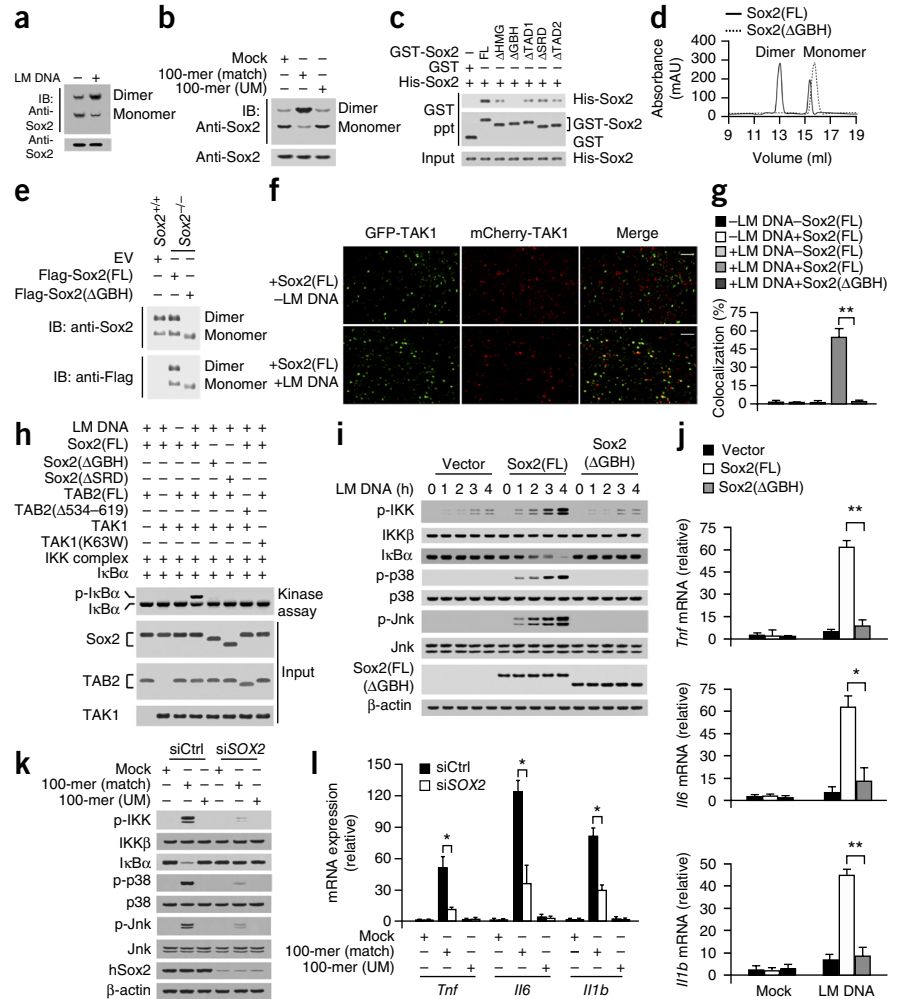 a
LM DNA – +
IB:
Anti-
Sox2
Dimer
Monomer
Anti-
Sox2
b
Mock + – –
100-mer (match) – + –
100-mer (UM) – – +
IB:
Anti-Sox2
Dimer
Monomer
Anti-Sox2
c
GST-Sox2 – FL ΔHMG ΔGBH ΔTAD1 ΔSRD ΔTAD2
GST + – – – – – –
His-Sox2 + + + + + + +
GST
ppt
His-Sox2
GST-Sox2
GST
Input
His-Sox2
d
Sox2(FL)
Sox2(ΔGBH)
Dimer Monomer
Absorbance
(mAU)
400
300
200
100
0
9 11 13 15 17 19
Volume (ml)
e
Sox2+/+
Sox2–/–
EV + – –
Flag-Sox2(FL) – + –
Flag-Sox2(ΔGBH) – – +
IB: anti-Sox2
Dimer
Monomer
IB: anti-Flag
Dimer
Monomer
f
GFP-TAK1 mCherry-TAK1 Merge
+Sox2(FL)
–LM DNA
+Sox2(FL)
+LM DNA
g
–LM DNA–Sox2(FL)
–LM DNA+Sox2(FL)
+LM DNA–Sox2(FL)
+LM DNA+Sox2(FL)
+LM DNA+Sox2(ΔGBH)
Colocalization (%)
75
60
45
30
15
0
**
h
LM DNA
Sox2(FL)
Sox2(ΔGBH)
Sox2(ΔSRD)
TAB2(FL)
TAB2(Δ534–619)
TAK1
TAK1(K63W)
IKK complex
IκBα
p-IκBα
IκBα
Kinase
assay
Sox2
TAB2
TAK1
Input
i
Vector Sox2(FL) Sox2
(ΔGBH)
LM DNA (h) 0 1 2 3 4 0 1 2 3 4 0 1 2 3 4
p-IKK
IKKβ
IκBα
p-p38
p38
p-Jnk
Jnk
Sox2(FL)
(ΔGBH)
β-actin
j
Vector
Sox2(FL)
Sox2(ΔGBH)
Tnf mRNA (relative)
75
60
45
30
15
0
**
Il6 mRNA (relative)
75
60
45
30
15
0
*
Il1b mRNA (relative)
50
40
30
20
10
0
**
Mock LM DNA
k
siCtrl siSOX2
Mock + – – + – –
100-mer (match) – + – – + –
100-mer (UM) – – + – – +
p-IKK
IKKβ
IκBα
p-p38
p38
p-Jnk
Jnk
hSox2
β-actin
l
siCtrl
siSOX2
mRNA expression
(relative)
150
120
90
60
30
0
* * *
Mock + – – + – – + – –
100-mer (match) – + – – + – – + –
100-mer (UM) – – + – – + – – +
Tnf Il6 Il1b